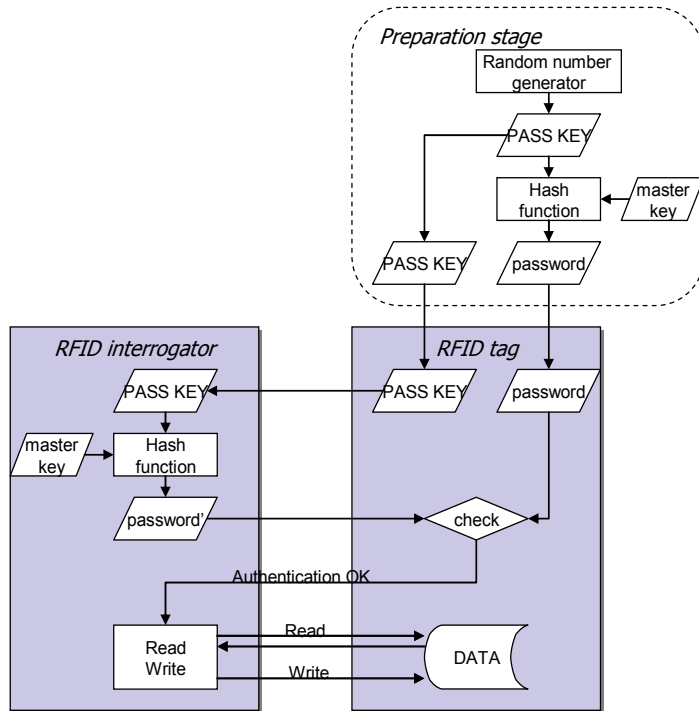 Preparation stage
Random number
generator
PASS KEY
Hash
function
master
key
PASS KEY
password
RFID interrogator
RFID tag
PASS KEY
PASS KEY
password
master
key
Hash
function
password'
check
Authentication OK
Read
Write
Read
DATA
Write